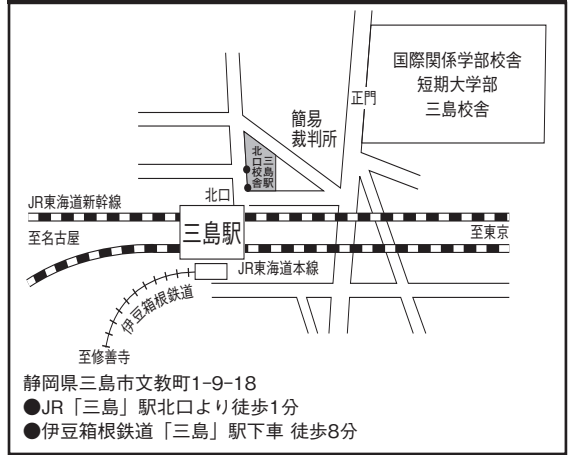 国際関係学部校舎
短期大学部
三島校舎
正門
簡易
裁判所
三島駅
北口校舎
北口
JR東海道新幹線
三島駅
至名古屋
至東京
JR東海道本線
伊豆箱根鉄道
至修善寺
静岡県三島市文教町1-9-18
●JR「三島」駅北口より徒歩1分
●伊豆箱根鉄道「三島」駅下車 徒歩8分